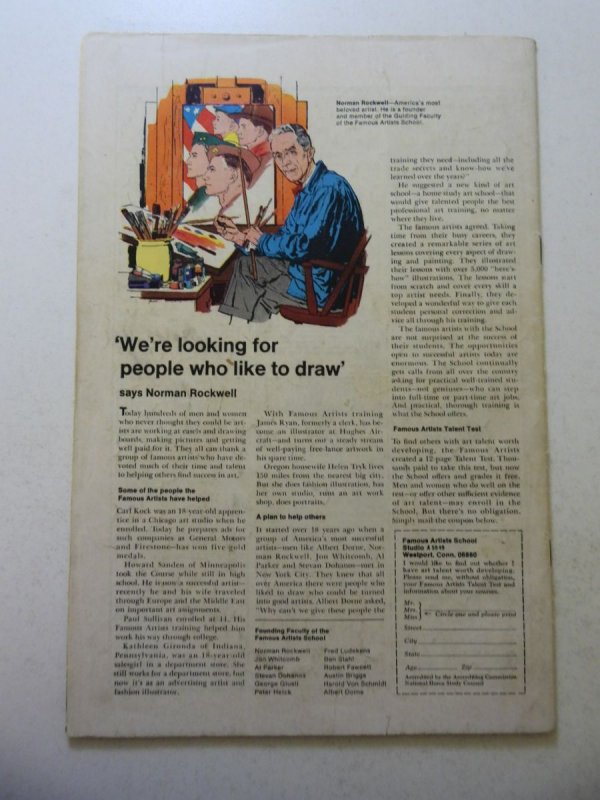 Norman Rockwell—America's most
beloved artist. He is a founder
and member of the Guiding Faculty
of the Famous Artists School.
'We're looking for
people who like to draw'
says Norman Rockwell
Today hundreds of men and women
who never thought they could be art-
ists are working at easels and drawing
boards, making pictures and getting
well paid for it. They all can thank a
group of famous artists who have de-
voted much of their time and talent
to helping others find success in art.
Some of the people the
Famous Artists have helped
Carl Kock was an 18-year-old appren-
tice in a Chicago art studio when he
enrolled. Today he prepares ads for
such companies as General Motors
and Firestone—has won five gold
medals.
Howard Sanden of Minneapolis
took the Course while still in high
school. He is now a successful artist—
recently he and his wife traveled
through Europe and the Middle East
on important art assignments.
Paul Sullivan enrolled at 14. His
Famous Artists training helped him
work his way through college.
Kathleen Gironda of Indiana,
Pennsylvania, was an 18-year-old
salesgirl in a department store. She
still works for a department store, but
now it's as an advertising artist and
fashion illustrator.
With Famous Artists training
James Ryan, formerly a clerk, has be-
come an illustrator at Hughes Air-
craft—and turns out a steady stream
of well-paying free-lance artwork in
his spare time.
Oregon housewife Helen Tryk lives
150 miles from the nearest big city.
But she does fashion illustration, has
her own studio, runs an art work
shop, does portraits.
A plan to help others
It started over 18 years ago when a
group of America's most successful
artists—men like Albert Dorne, Nor-
man Rockwell, Jon Whitcomb, Al
Parker and Stevan Dohanos—met in
New York City. They knew that all
over America there were people who
liked to draw who could be turned
into good artists. Albert Dorne asked,
"Why can't we give these people the
Founding Faculty of the
Famous Artists School
Norman Rockwell
Jon Whitcomb
Al Parker
Stevan Dohanos
George Giusti
Peter Helck
Fred Ludekens
Ben Stahl
Robert Fawcett
Austin Briggs
Harold Von Schmidt
Albert Dorne
training they need—including all the
trade secrets and know-how we've
learned over the years?"
He suggested a new kind of art
school—a home-study art school—that
would give talented people the best
professional art training, no matter
where they live.
The famous artists agreed. Taking
time from their busy careers, they
created a remarkable series of art
lessons covering every aspect of draw-
ing and painting. They illustrated
their lessons with over 5,000 "here's-
how" illustrations. The lessons start
from scratch and cover every skill a
top artist needs. Finally, they de-
veloped a wonderful way to give each
student personal correction and ad-
vice all through his training.
The famous artists with the School
are not surprised at the success of
their students. The opportunities
open to successful artists today are
enormous. The School continually
gets calls from all over the country
asking for practical well-trained stu-
dents—not geniuses—who can step
into full-time or part-time art jobs.
And practical, thorough training is
what the School offers.
Famous Artists Talent Test
To find others with art talent worth
developing, the Famous Artists
created a 12-page Talent Test. Thou-
sands paid to take this test, but now
the School offers and grades it free.
Men and women who do well on the
test—or offer other sufficient evidence
of art talent—may enroll in the
School. But there's no obligation.
Simply mail the coupon below.
Famous Artists School
Studio
Westport, Conn. 06880
I would like to find out whether I
have art talent worth developing.
Please send me, without obligation,
your Famous Artists Talent Test and
information about your courses.
Mr.
Mrs.
Miss
Circle one and please print
Street
City
State
Age Zip
Accredited by the Accrediting Commission
National Home Study Council